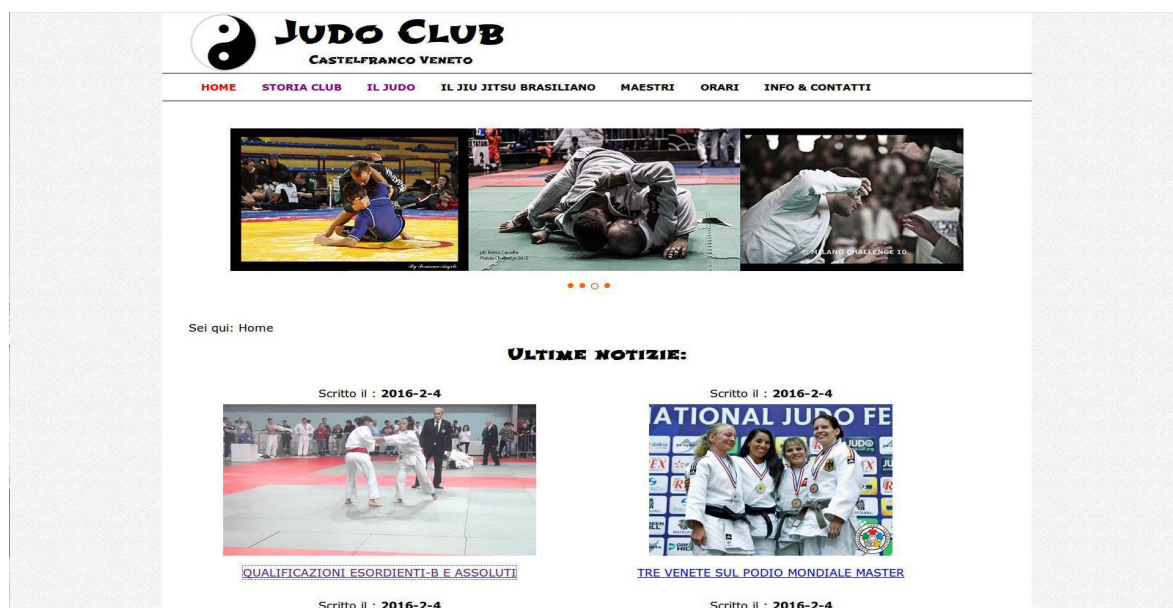 JUDO CLUB
CASTELFRANCO VENETO
HOME STORIA CLUB IL JUDO IL JIU JITSU BRASILIANO MAESTRI ORARI INFO & CONTATTI
MILANO CHALLENGE 10
Sei qui: Home
ULTIME NOTIZIE:
Scritto il : 2016-2-4
Scritto il : 2016-2-4
ATIONAL JUDO FE
QUALIFICAZIONI ESORDIENTI-B E ASSOLUTI
TRE VENETE SUL PODIO MONDIALE MASTER
Scritto il : 2016-2-4
Scritto il : 2016-2-4